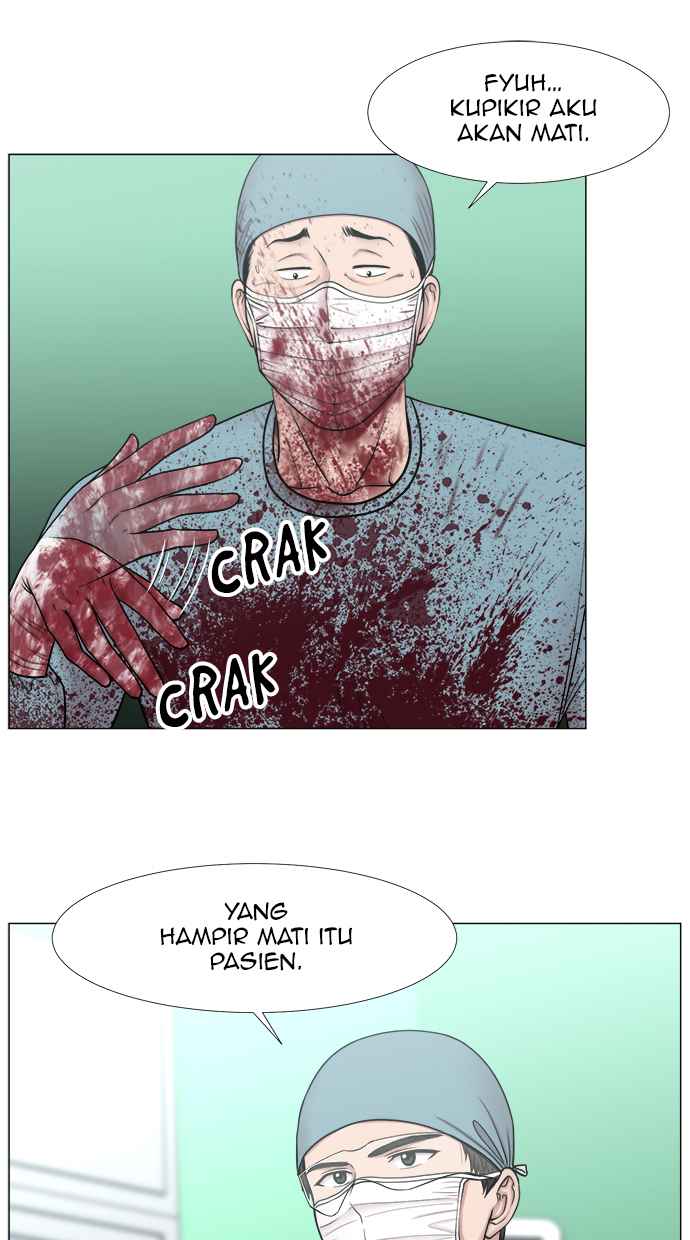 FYUH...
KUPIKIR AKU
AKAN MATI.
CRAK
CRAK
YANG
HAMPIR MATI ITU
PASIEN.